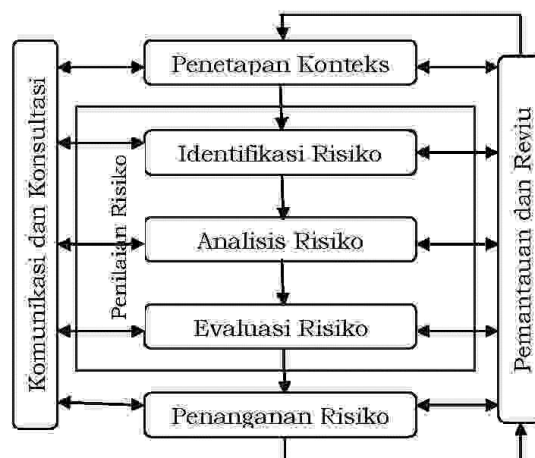 Penetapan Konteks
Identifikasi Risiko
Analisis Risiko
Evaluasi Risiko
Penanganan Risiko
Komunikasi dan Konsultasi
Penilaian Risiko
Pemantauan dan Reviu